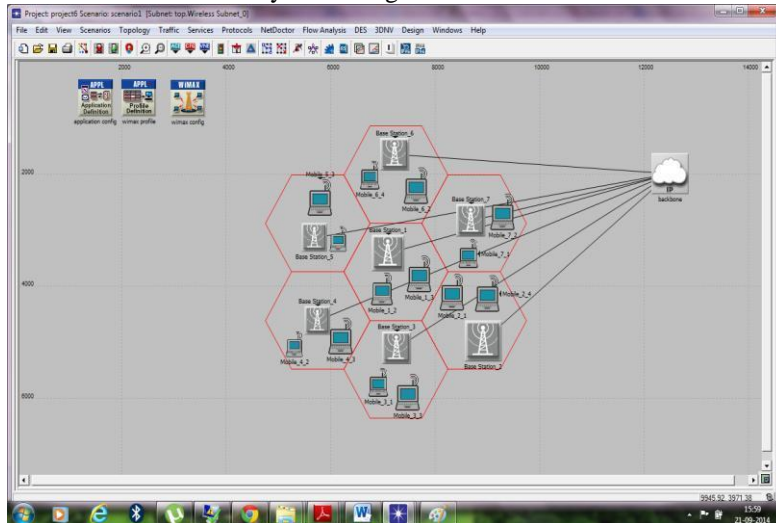 Project: project6 Scenario: scenario1 [Subnet: top.Wireless Subnet_0]
File Edit View Scenarios Topology Traffic Services Protocols NetDoctor Flow Analysis DES 3DNV Design Windows Help
2000 4000 6000 8000 10000 12000 14000
APPL APPL WiMAX
Application Definition Profile Definition
application config wimax profile wimax config
Base Station_6
IP
backbone
2000
Mobile_5_3
Mobile_6_4
Mobile_6_2
Base Station_7
Mobile_7_2
Base Station_1
Base Station_5
Mobile_7_1
4000
Mobile_1_3
Mobile_2_4
Mobile_1_2
Base Station_4
Mobile_2_1
Base Station_3
Mobile_4_2
Mobile_4_3
Base Station_2
6000
Mobile_3_1
Mobile_3_3
9945.92, 3971.38
15:59
21-09-2014